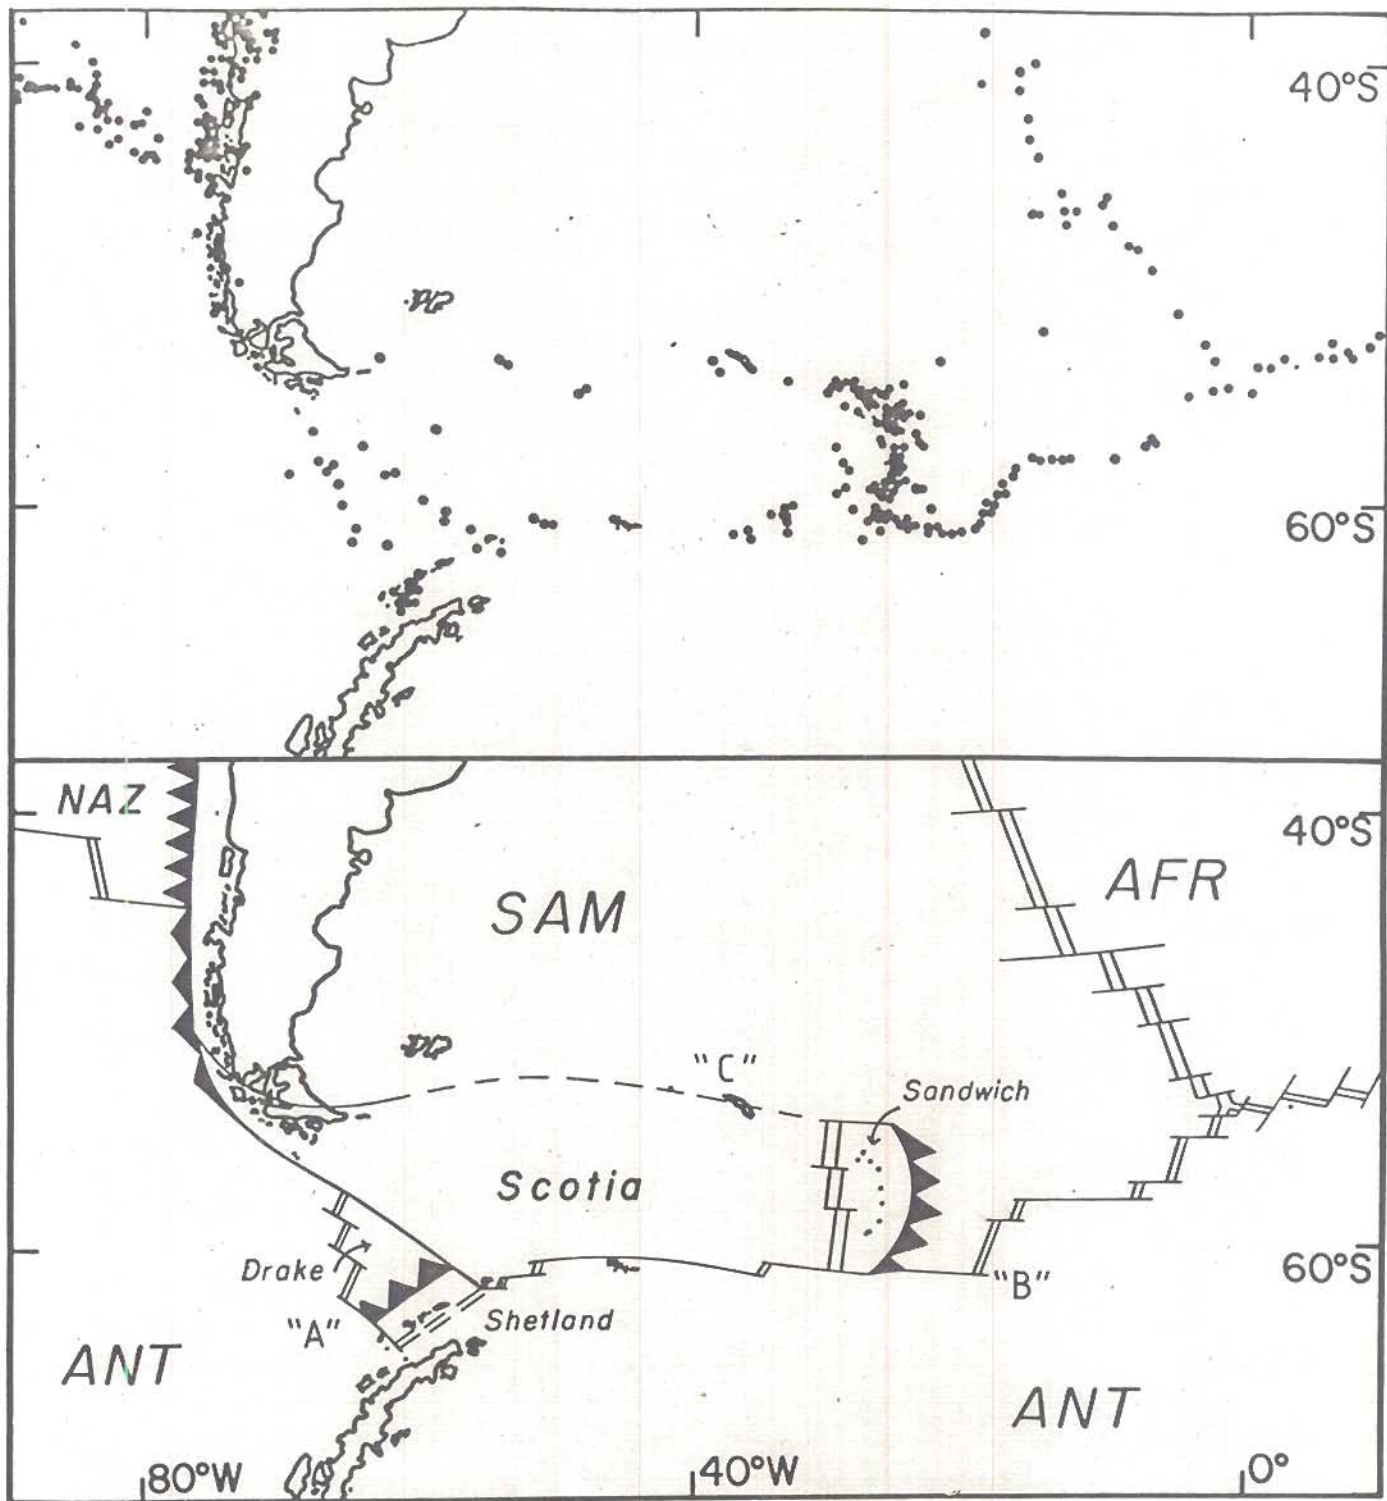 40°S
60°S
NAZ
40°S
AFR
SAM
"C"
Sandwich
Scotia
60°S
Drake
"B"
"A"
Shetland
ANT
ANT
80°W
40°W
0°